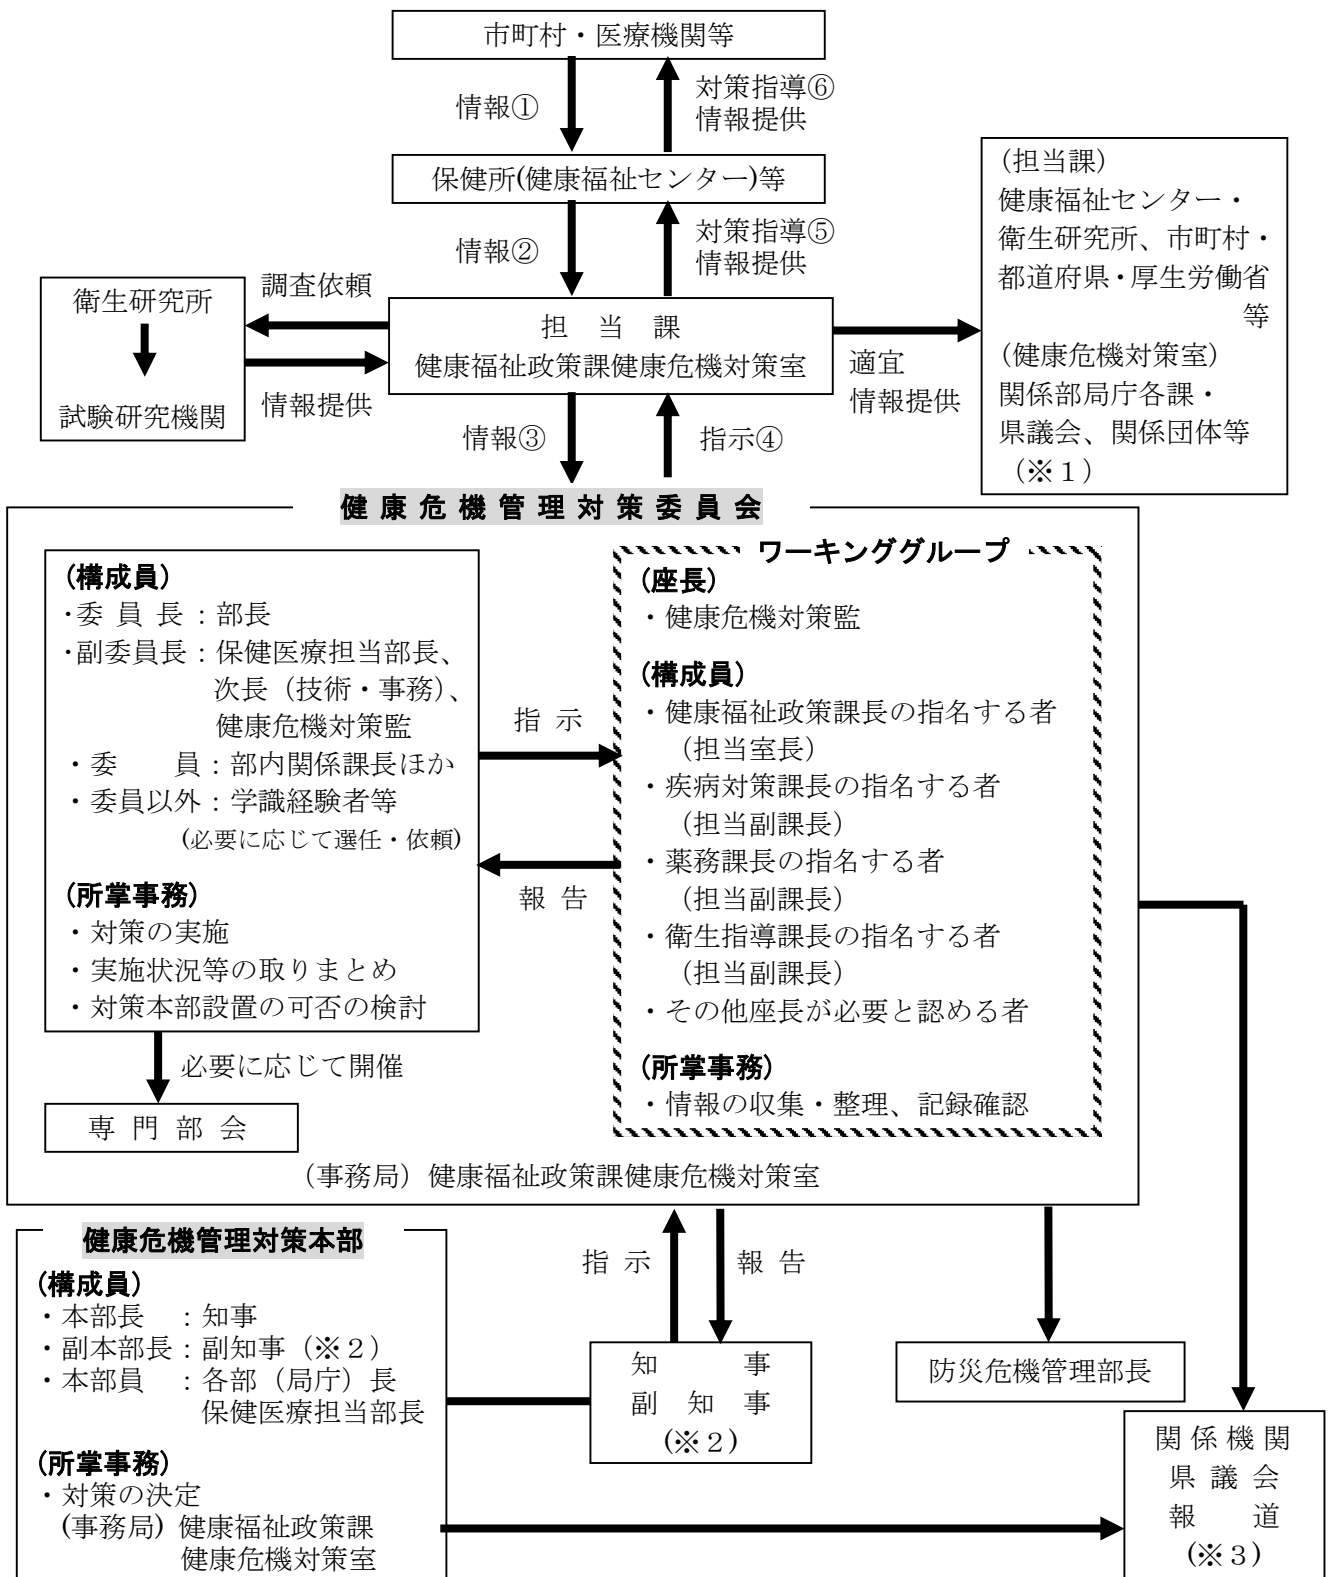 市町村・医療機関等
情報①
対策指導⑥
情報提供
保健所(健康福祉センター)等
情報②
対策指導⑤
情報提供
(担当課)
健康福祉センター・
衛生研究所、市町村・
都道府県・厚生労働省
等
(健康危機対策室)
関係部局庁各課・
県議会、関係団体等
(※１)
衛生研究所
試験研究機関
調査依頼
情報提供
担　当　課
健康福祉政策課健康危機対策室
適宜
情報提供
情報③
指示④
健康危機管理対策委員会
(構成員)
・委員長：部長
・副委員長：保健医療担当部長、
次長（技術・事務）、
健康危機対策監
・委　　員：部内関係課長ほか
・委員以外：学識経験者等
(必要に応じて選任・依頼)
(所掌事務)
・対策の実施
・実施状況等の取りまとめ
・対策本部設置の可否の検討
指 示
報 告
ワーキンググループ
(座長)
・健康危機対策監
(構成員)
・健康福祉政策課長の指名する者
（担当室長）
・疾病対策課長の指名する者
（担当副課長）
・薬務課長の指名する者
（担当副課長）
・衛生指導課長の指名する者
（担当副課長）
・その他座長が必要と認める者
(所掌事務)
・情報の収集・整理、記録確認
必要に応じて開催
専 門 部 会
（事務局）健康福祉政策課健康危機対策室
健康危機管理対策本部
(構成員)
・本部長　：知事
・副本部長：副知事（※２）
・本部員　：各部（局庁）長
保健医療担当部長
(所掌事務)
・対策の決定
(事務局) 健康福祉政策課
健康危機対策室
指 示
報 告
知　　　事
副　知　事
(※２)
防災危機管理部長
関 係 機 関
県 議 会
報　　道
(※３)